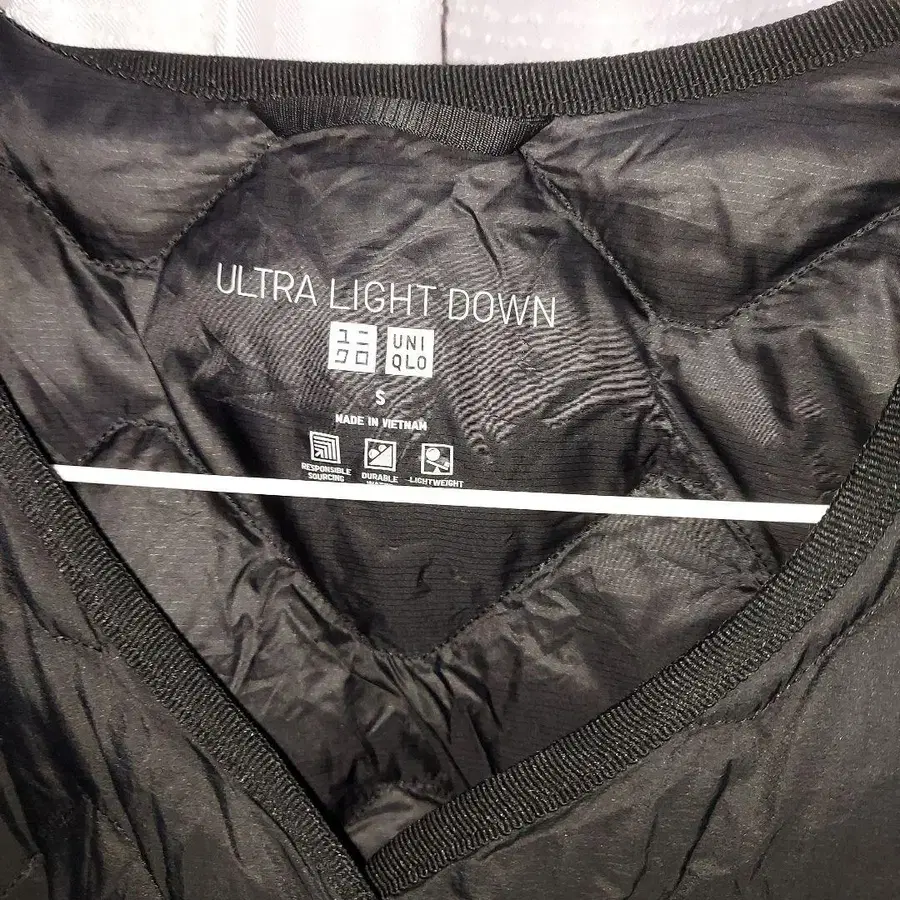 ULTRA LIGHT DOWN
ユニ UNI
クロ QLO
S
MADE IN VIETNAM
RESPONSIBLE DURABLE LIGHTWEIGHT
SOURCING